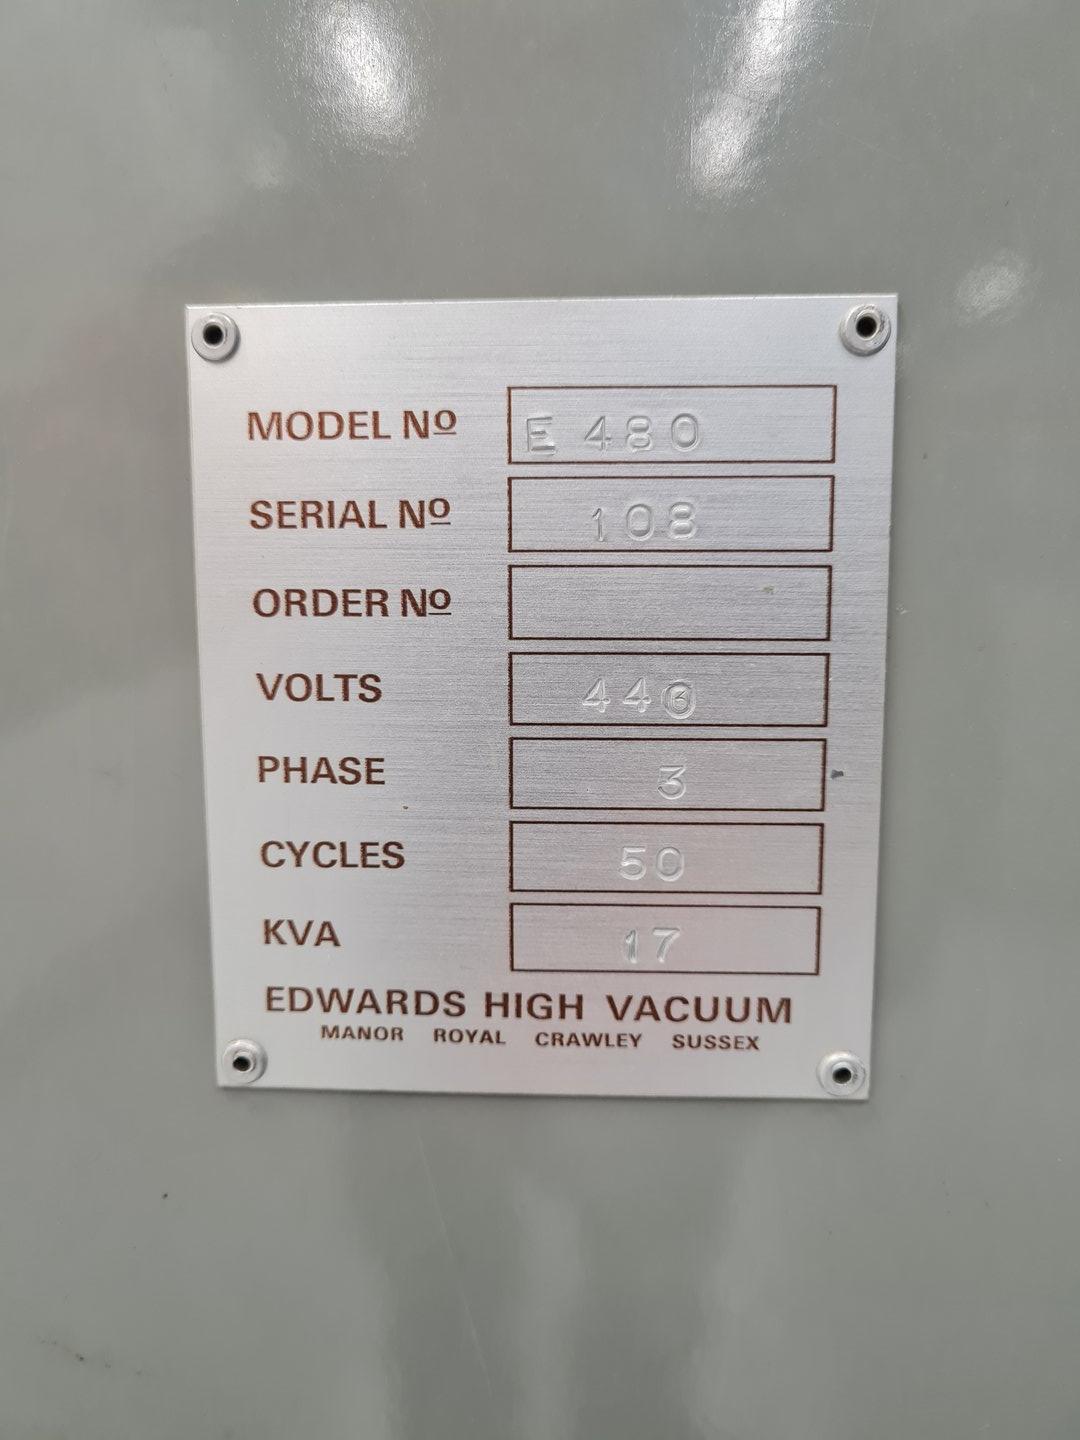 MODEL Nº E 480
SERIAL Nº 108
ORDER Nº
VOLTS 440
PHASE 3
CYCLES 50
KVA 17
EDWARDS HIGH VACUUM
MANOR ROYAL CRAWLEY SUSSEX